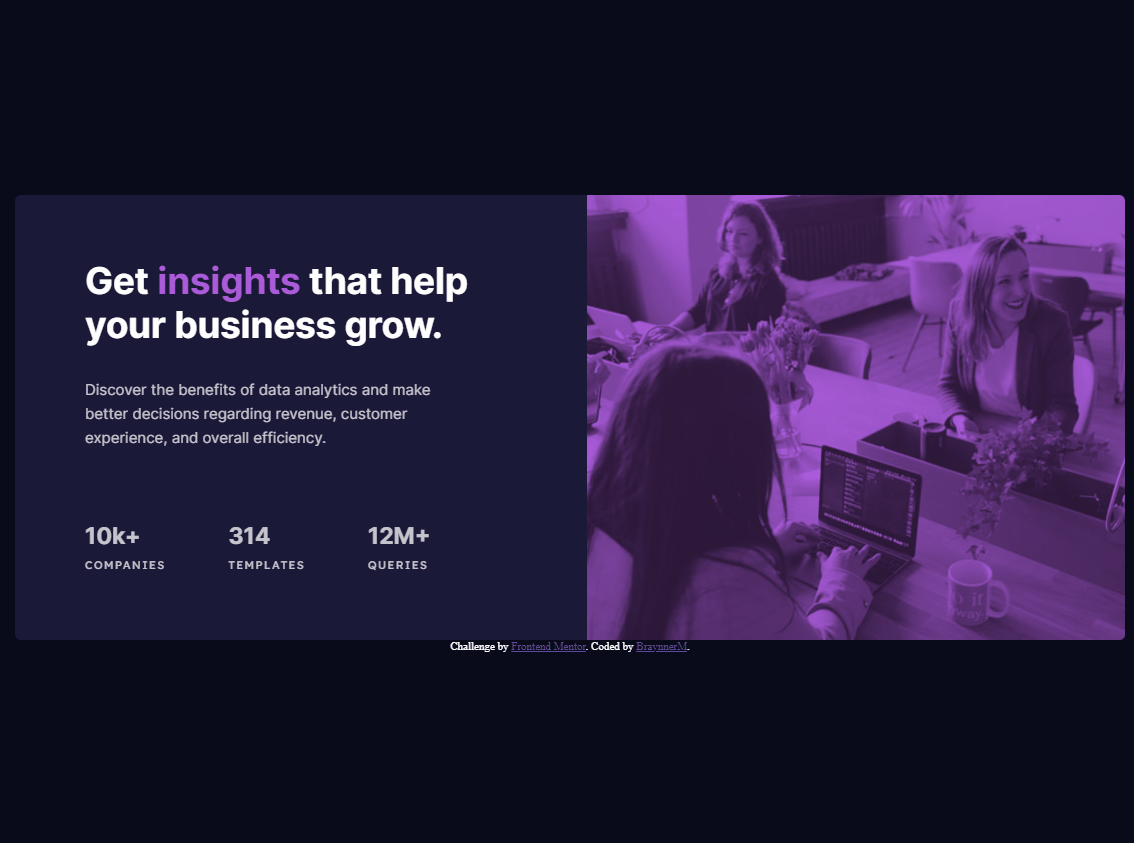 Get insights that help
your business grow.
Discover the benefits of data analytics and make
better decisions regarding revenue, customer
experience, and overall efficiency.
10k+ 314 12M+
COMPANIES TEMPLATES QUERIES
Challenge by Frontend Mentor. Coded by BraynnerM.